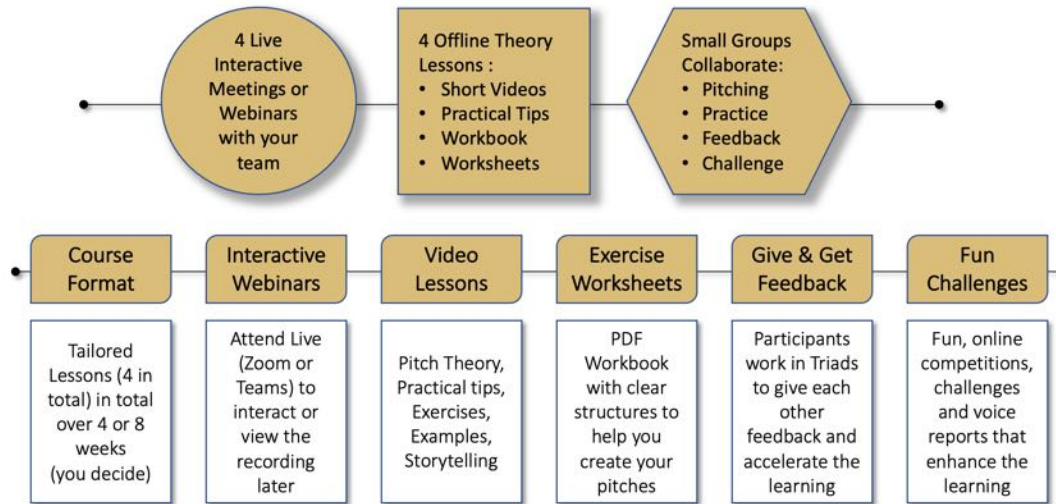 4 Live
Interactive
Meetings or
Webinars
with your
team
4 Offline Theory
Lessons :
• Short Videos
• Practical Tips
• Workbook
• Worksheets
Small Groups
Collaborate:
• Pitching
• Practice
• Feedback
• Challenge
Course
Format
Tailored
Lessons (4 in
total) in total
over 4 or 8
weeks
(you decide)
Interactive
Webinars
Attend Live
(Zoom or
Teams) to
interact or
view the
recording
later
Video
Lessons
Pitch Theory,
Practical tips,
Exercises,
Examples,
Storytelling
Exercise
Worksheets
PDF
Workbook
with clear
structures to
help you
create your
pitches
Give & Get
Feedback
Participants
work in Triads
to give each
other
feedback and
accelerate the
learning
Fun
Challenges
Fun, online
competitions,
challenges
and voice
reports that
enhance the
learning